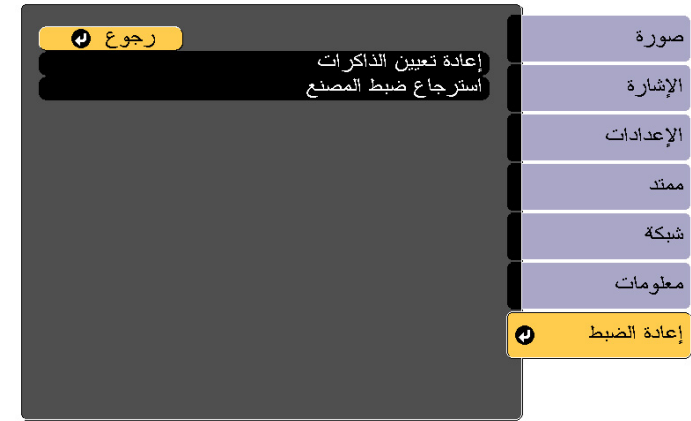 صورة
الإشارة
الإعدادات
ممتد
شبكة
معلومات
إعادة الضبط
رجوع
إعادة تعيين الذاكرات
استرجاع ضبط المصنع